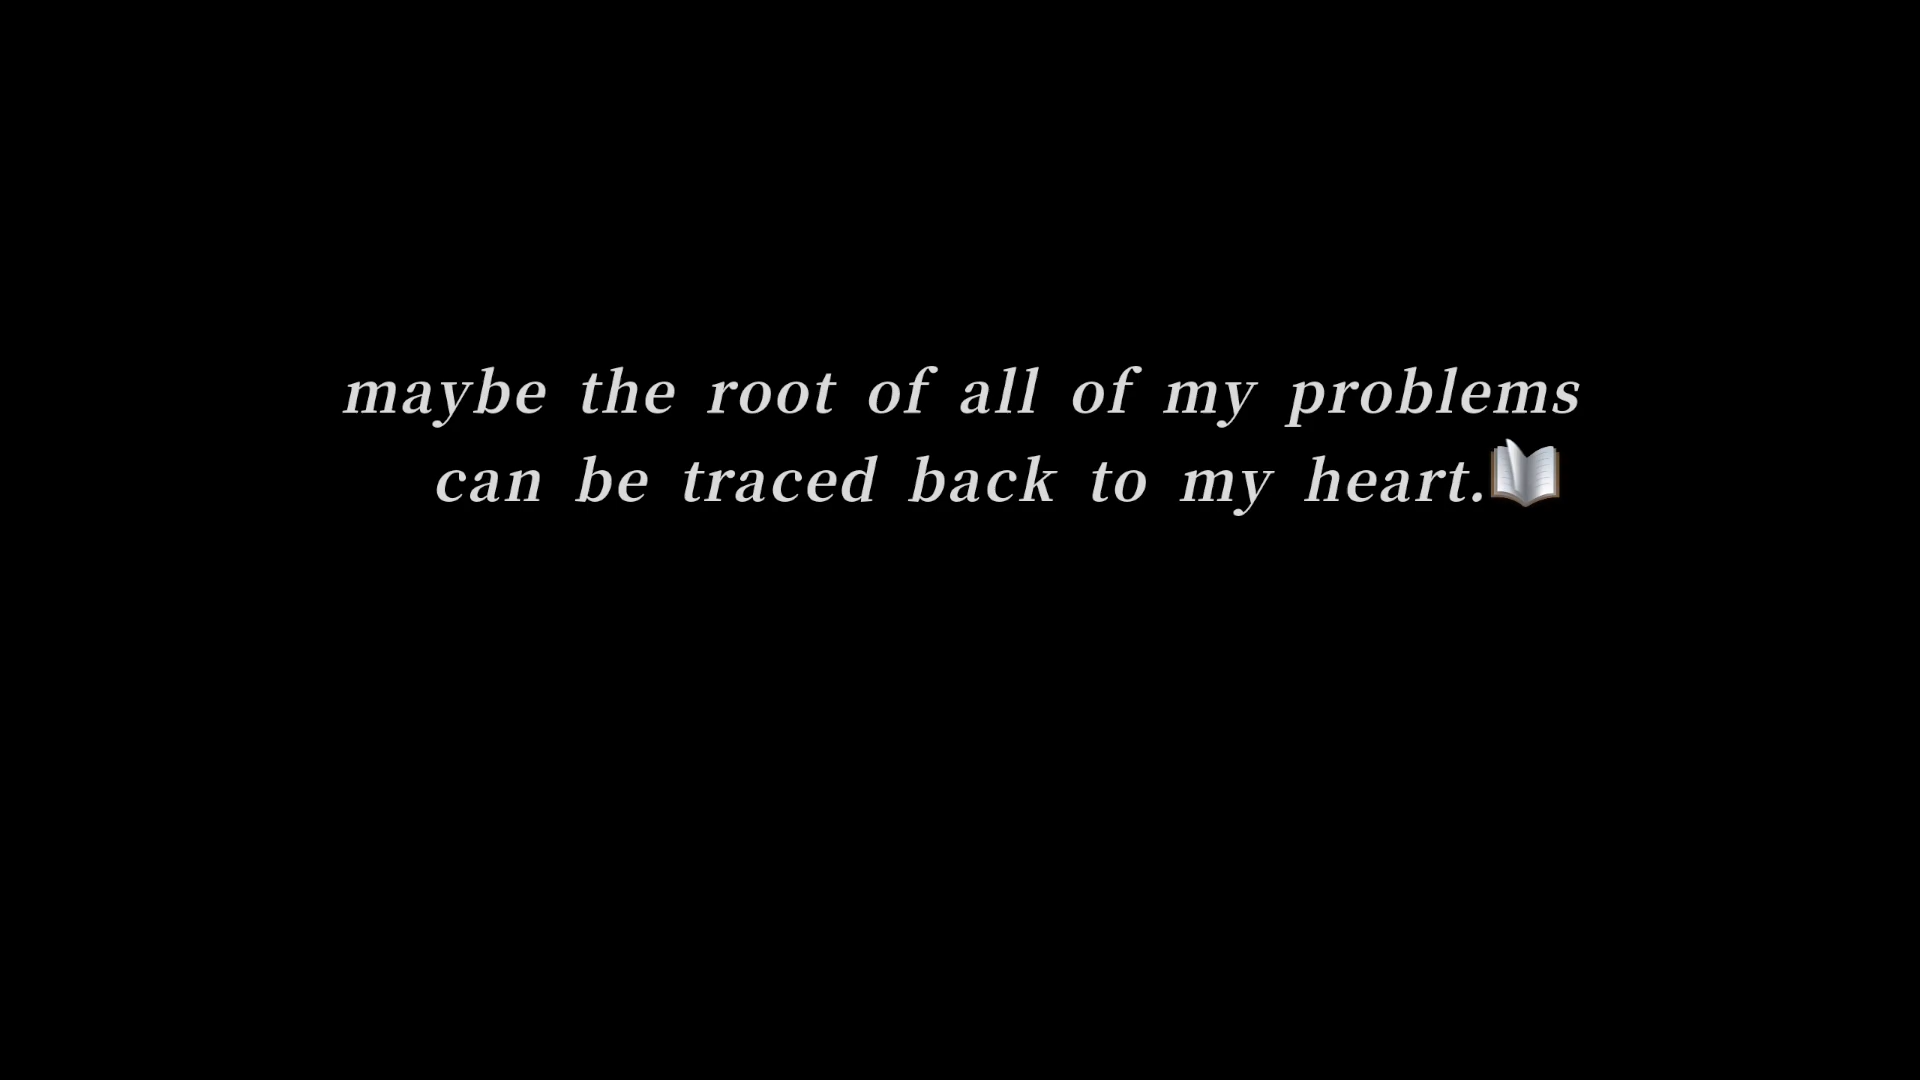 maybe the root of all of my problems
can be traced back to my heart.📖